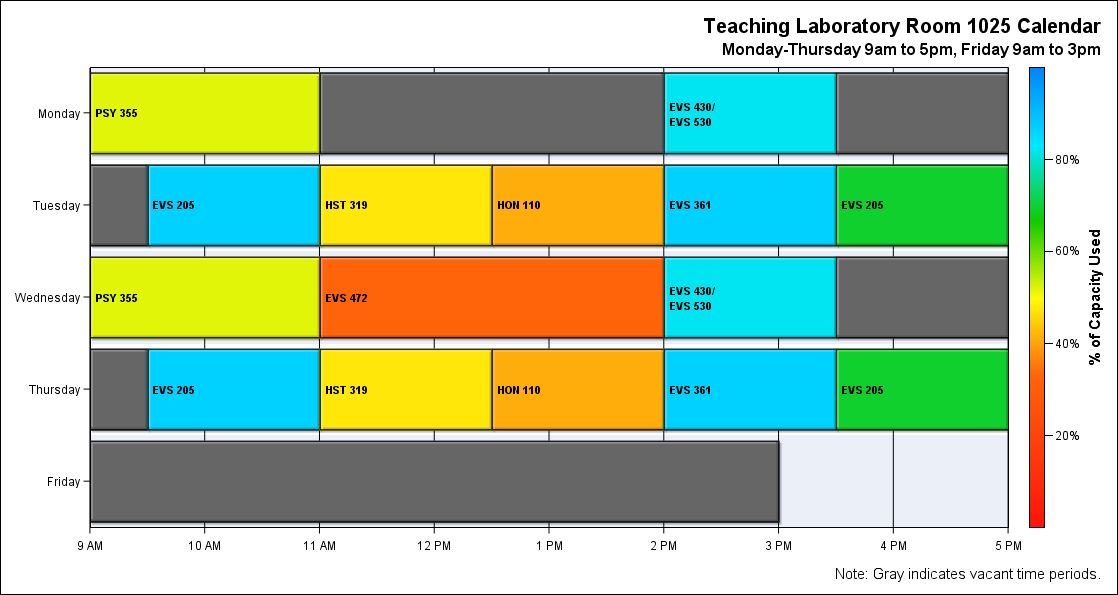 Teaching Laboratory Room 1025 Calendar
Monday-Thursday 9am to 5pm, Friday 9am to 3pm
Monday
PSY 355
EVS 430/
EVS 530
Tuesday
EVS 205
HST 319
HON 110
EVS 361
EVS 205
Wednesday
PSY 355
EVS 472
EVS 430/
EVS 530
Thursday
EVS 205
HST 319
HON 110
EVS 361
EVS 205
Friday
9 AM
10 AM
11 AM
12 PM
1 PM
2 PM
3 PM
4 PM
5 PM
80%
60%
40%
20%
% of Capacity Used
Note: Gray indicates vacant time periods.